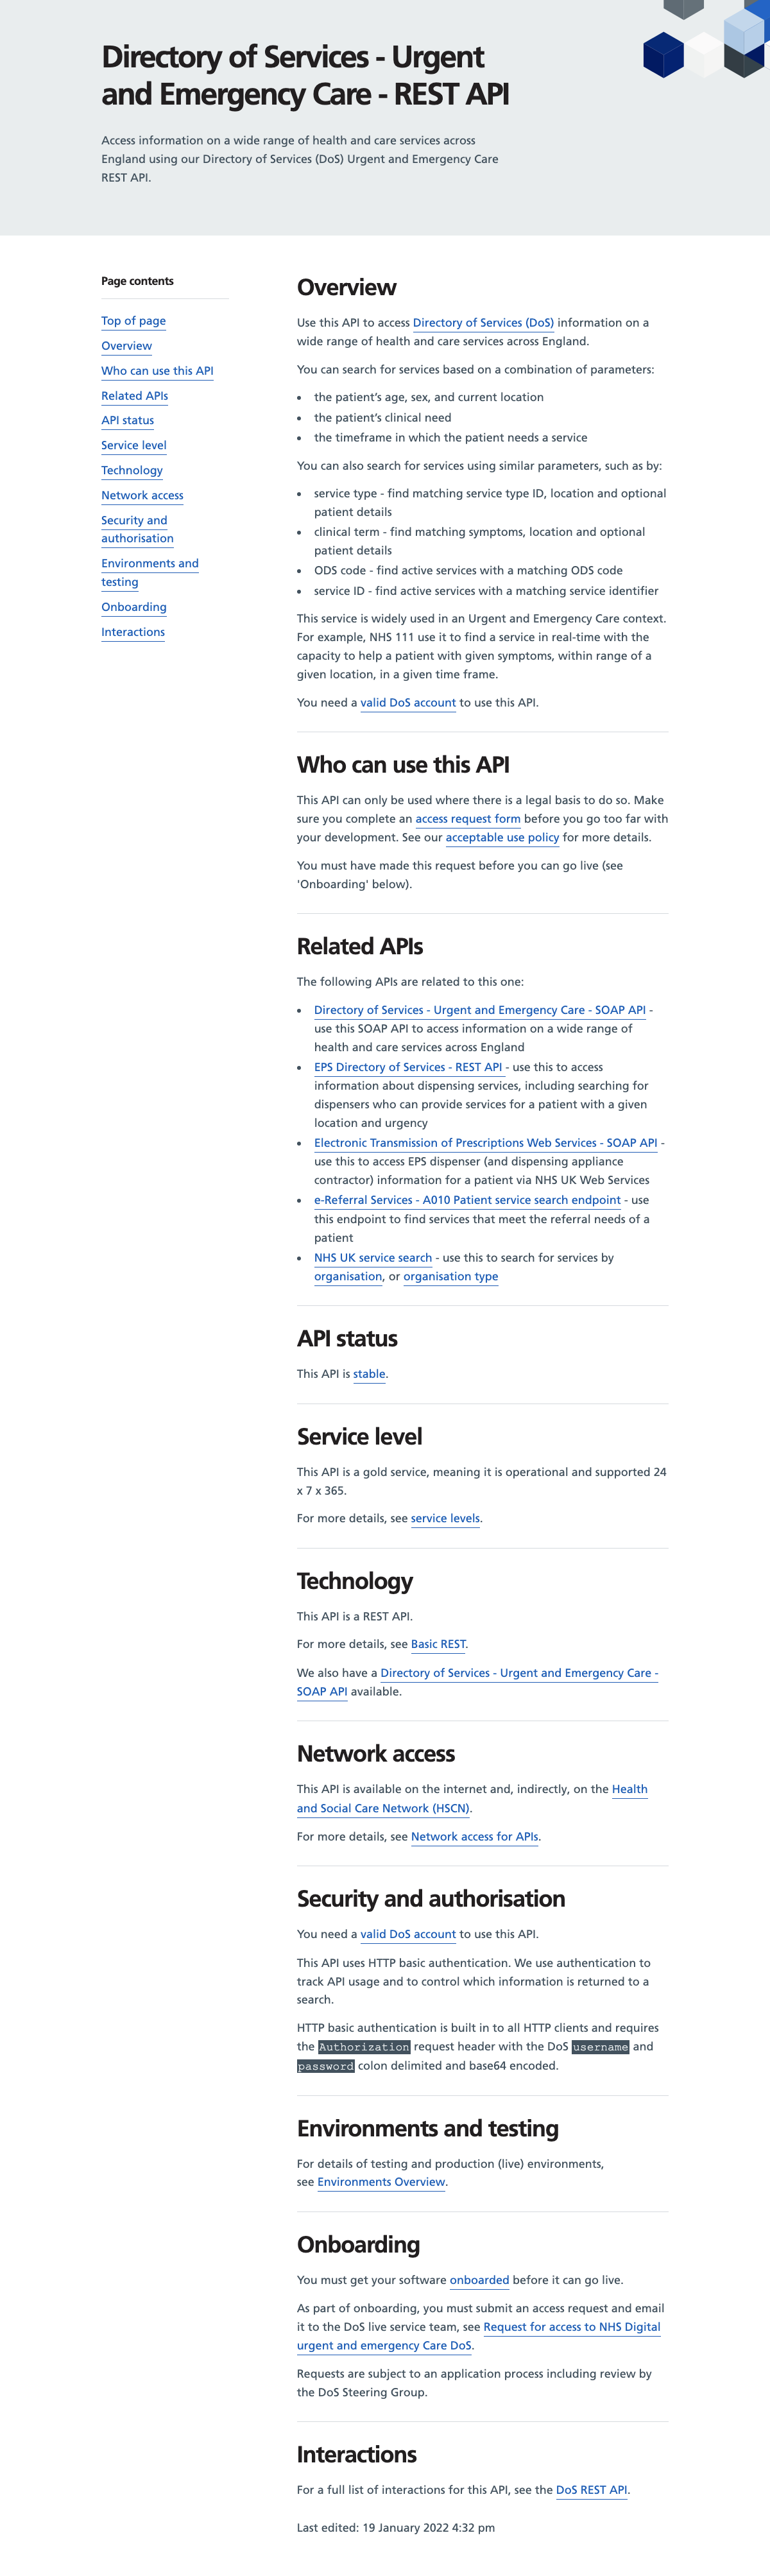 Directory of Services - Urgent
and Emergency Care - REST API
Access information on a wide range of health and care services across
England using our Directory of Services (DoS) Urgent and Emergency Care
REST API.
Page contents
Top of page
Overview
Who can use this API
Related APIs
API status
Service level
Technology
Network access
Security and
authorisation
Environments and
testing
Onboarding
Interactions
Overview
Use this API to access Directory of Services (DoS) information on a
wide range of health and care services across England.
You can search for services based on a combination of parameters:
• the patient's age, sex, and current location
• the patient's clinical need
• the timeframe in which the patient needs a service
You can also search for services using similar parameters, such as by:
• service type - find matching service type ID, location and optional
patient details
• clinical term - find matching symptoms, location and optional
patient details
• ODS code - find active services with a matching ODS code
• service ID - find active services with a matching service identifier
This service is widely used in an Urgent and Emergency Care context.
For example, NHS 111 use it to find a service in real-time with the
capacity to help a patient with given symptoms, within range of a
given location, in a given time frame.
You need a valid DoS account to use this API.
Who can use this API
This API can only be used where there is a legal basis to do so. Make
sure you complete an access request form before you go too far with
your development. See our acceptable use policy for more details.
You must have made this request before you can go live (see
'Onboarding' below).
Related APIs
The following APIs are related to this one:
• Directory of Services - Urgent and Emergency Care - SOAP API -
use this SOAP API to access information on a wide range of
health and care services across England
• EPS Directory of Services - REST API - use this to access
information about dispensing services, including searching for
dispensers who can provide services for a patient with a given
location and urgency
• Electronic Transmission of Prescriptions Web Services - SOAP API -
use this to access EPS dispenser (and dispensing appliance
contractor) information for a patient via NHS UK Web Services
• e-Referral Services - A010 Patient service search endpoint - use
this endpoint to find services that meet the referral needs of a
patient
• NHS UK service search - use this to search for services by
organisation, or organisation type
API status
This API is stable.
Service level
This API is a gold service, meaning it is operational and supported 24
x 7 x 365.
For more details, see service levels.
Technology
This API is a REST API.
For more details, see Basic REST.
We also have a Directory of Services - Urgent and Emergency Care -
SOAP API available.
Network access
This API is available on the internet and, indirectly, on the Health
and Social Care Network (HSCN).
For more details, see Network access for APIs.
Security and authorisation
You need a valid DoS account to use this API.
This API uses HTTP basic authentication. We use authentication to
track API usage and to control which information is returned to a
search.
HTTP basic authentication is built in to all HTTP clients and requires
the Authorization request header with the DoS username and
password colon delimited and base64 encoded.
Environments and testing
For details of testing and production (live) environments,
see Environments Overview.
Onboarding
You must get your software onboarded before it can go live.
As part of onboarding, you must submit an access request and email
it to the DoS live service team, see Request for access to NHS Digital
urgent and emergency Care DoS.
Requests are subject to an application process including review by
the DoS Steering Group.
Interactions
For a full list of interactions for this API, see the DoS REST API.
Last edited: 19 January 2022 4:32 pm